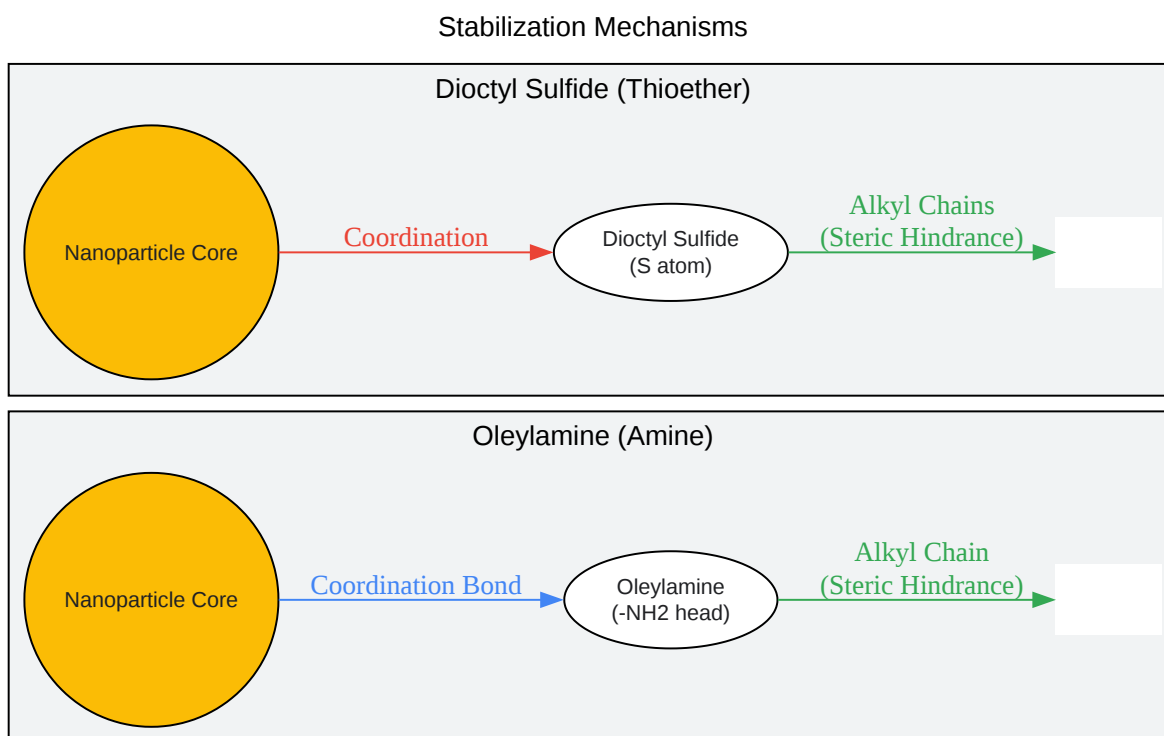 Stabilization Mechanisms
Dioctyl Sulfide (Thioether)
Nanoparticle Core
Coordination
Dioctyl Sulfide
(S atom)
Alkyl Chains
(Steric Hindrance)
Oleylamine (Amine)
Nanoparticle Core
Coordination Bond
Oleylamine
(-NH2 head)
Alkyl Chain
(Steric Hindrance)